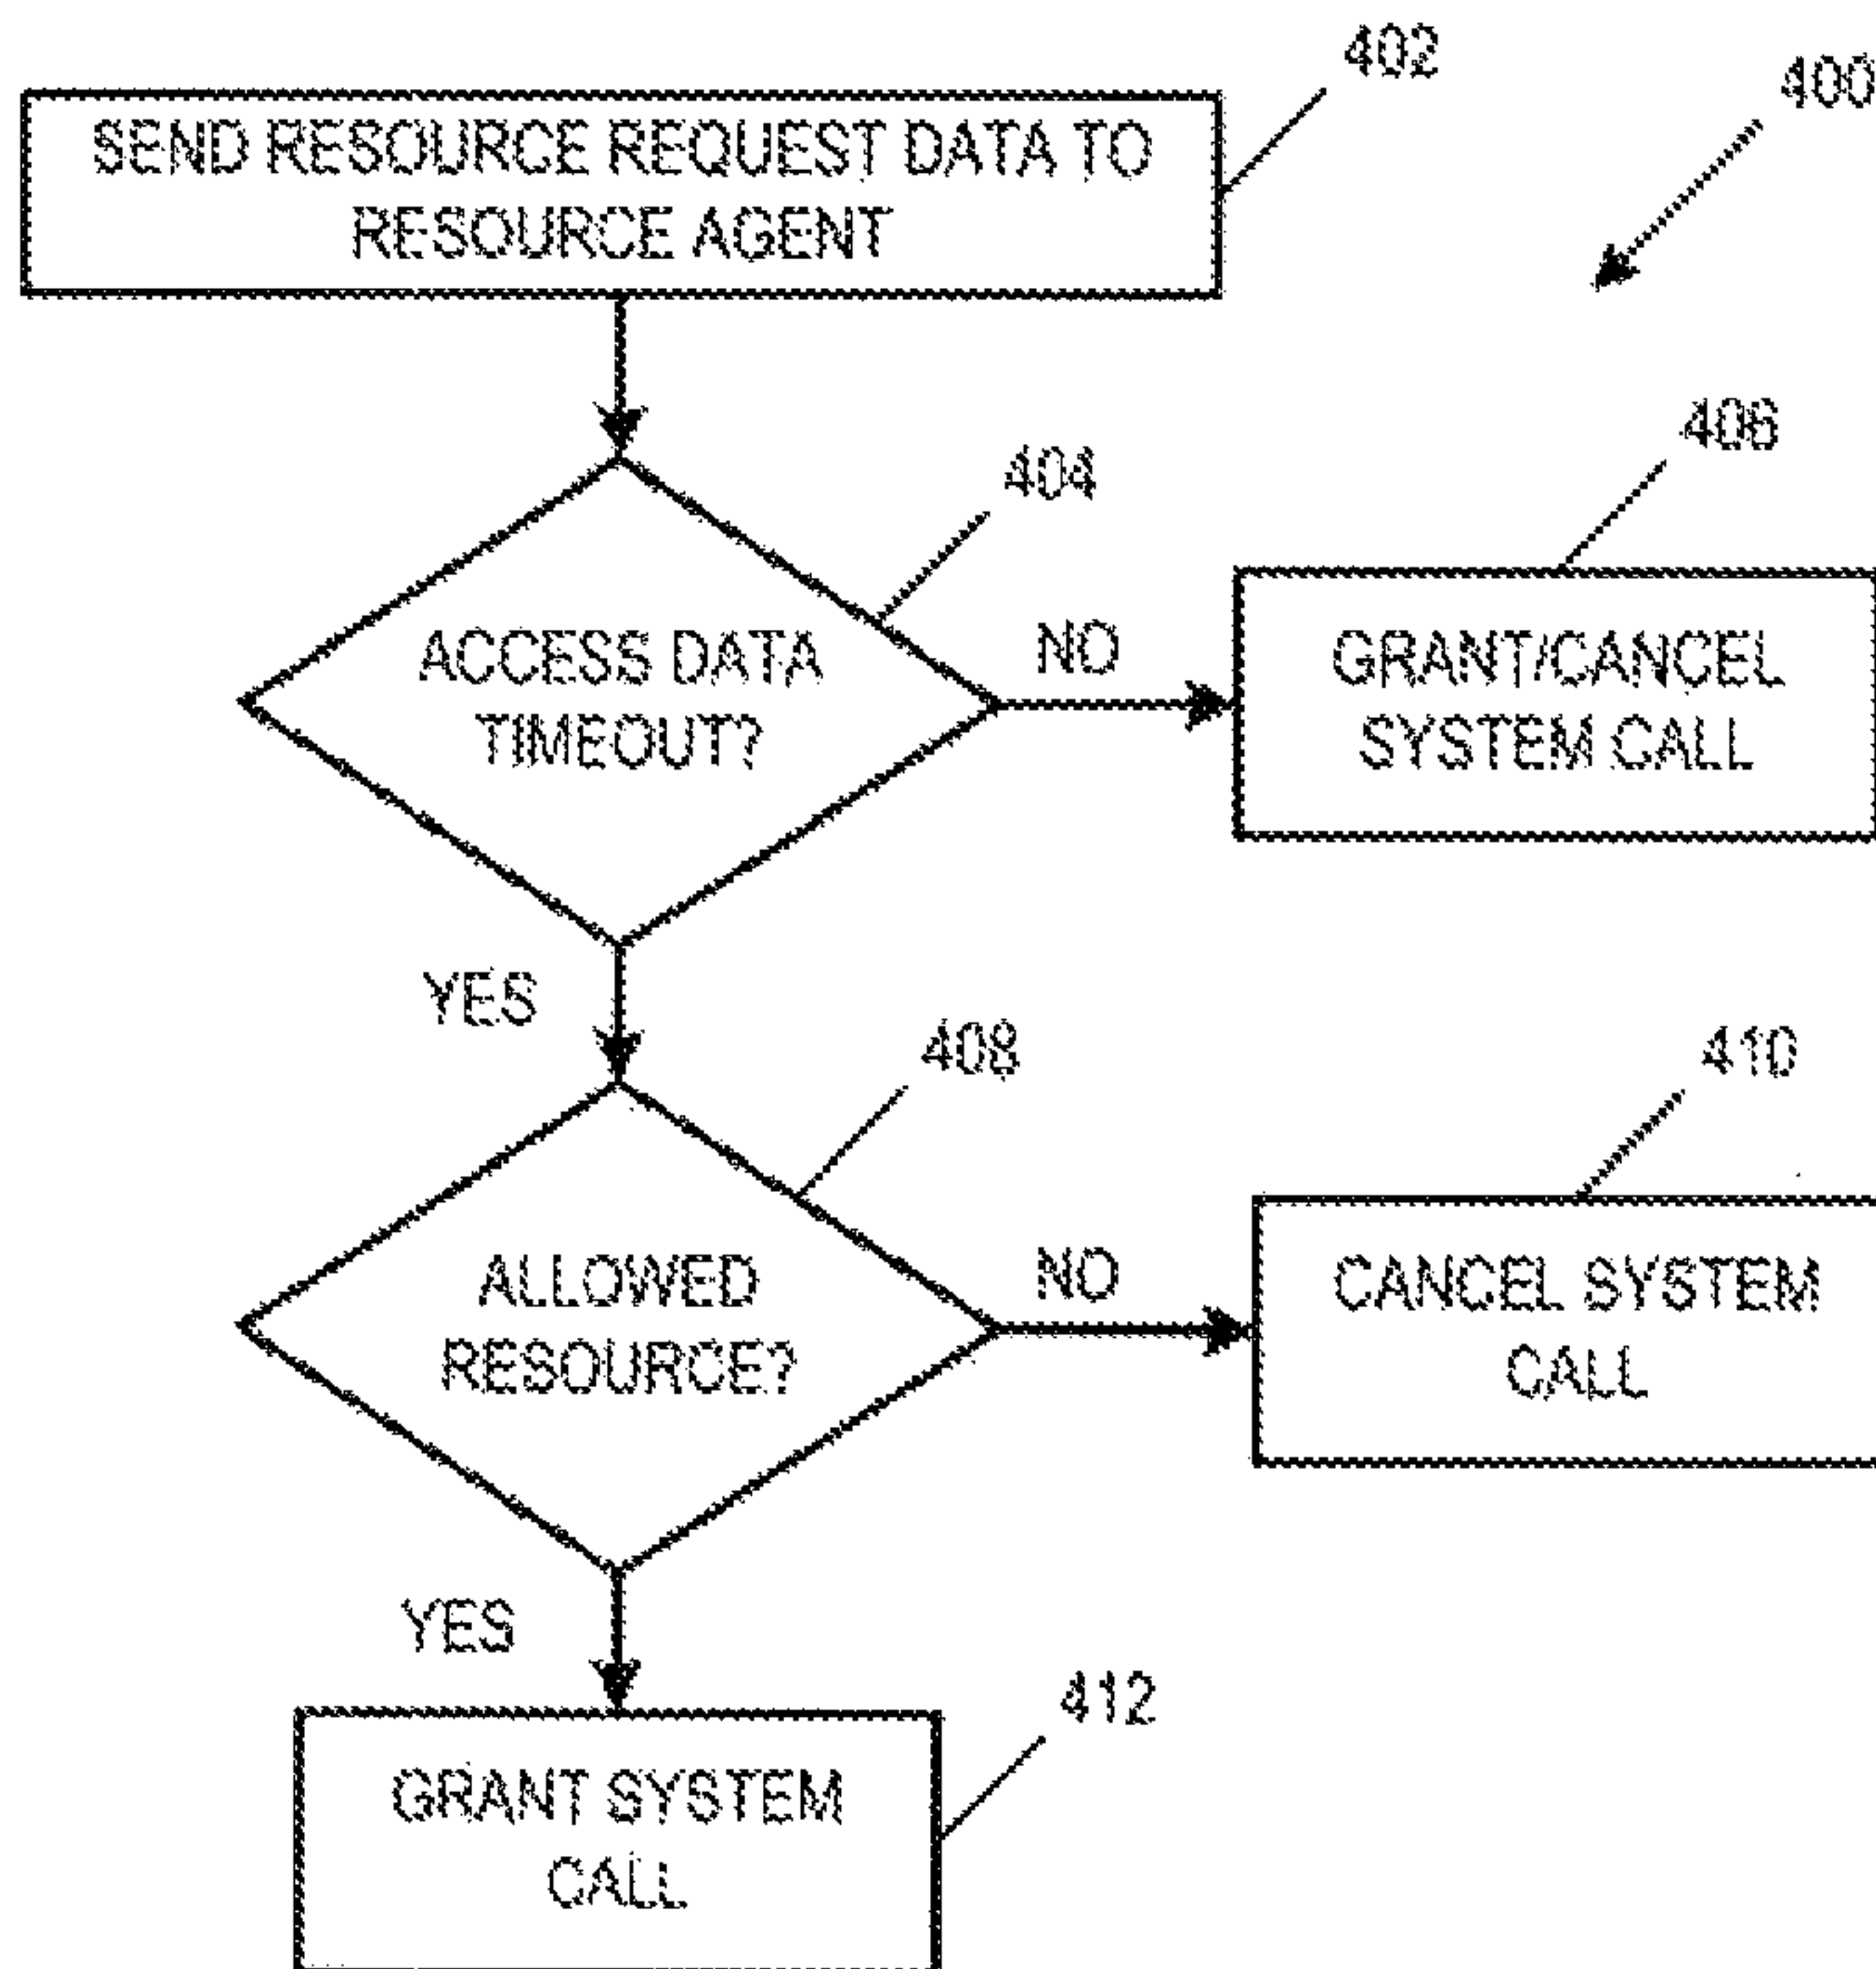 402
400
SEND RESOURCE REQUEST DATA TO
RESOURCE AGENT
404
406
ACCESS DATA
TIMEOUT?
NO
GRANT/CANCEL
SYSTEM CALL
YES
408
410
ALLOWED
RESOURCE?
NO
CANCEL SYSTEM
CALL
YES
412
GRANT SYSTEM
CALL